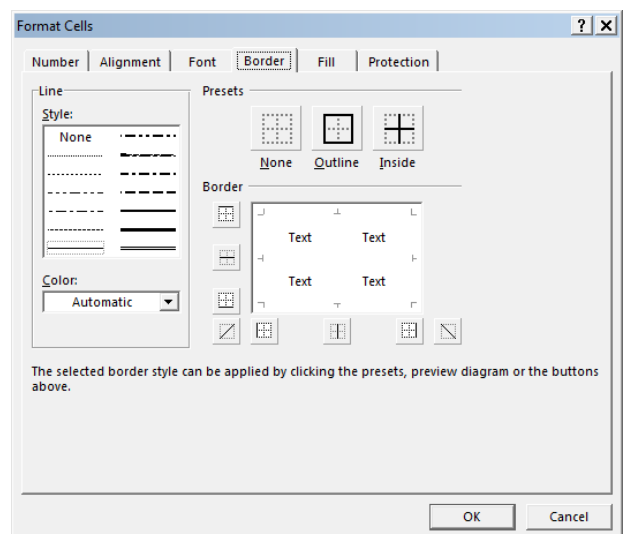 Format Cells
Number Alignment Font Border Fill Protection
Line
Style:
None
Color:
Automatic
Presets
None Outline Inside
Border
Text Text
Text Text
The selected border style can be applied by clicking the presets, preview diagram or the buttons
above.
OK Cancel